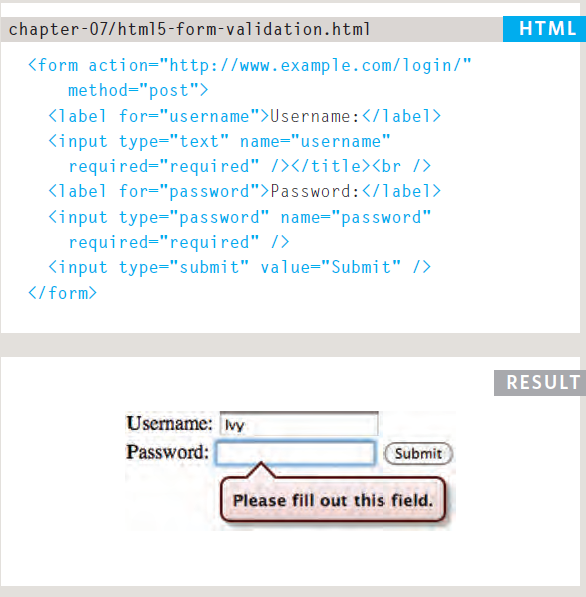 chapter-07/html5-form-validation.html HTML
<form action="http://www.example.com/login/"
method="post">
<label for="username">Username:</label>
<input type="text" name="username"
required="required" /></title><br />
<label for="password">Password:</label>
<input type="password" name="password"
required="required" />
<input type="submit" value="Submit" />
</form>
RESULT
Username: Ivy
Password: Submit
Please fill out this field.